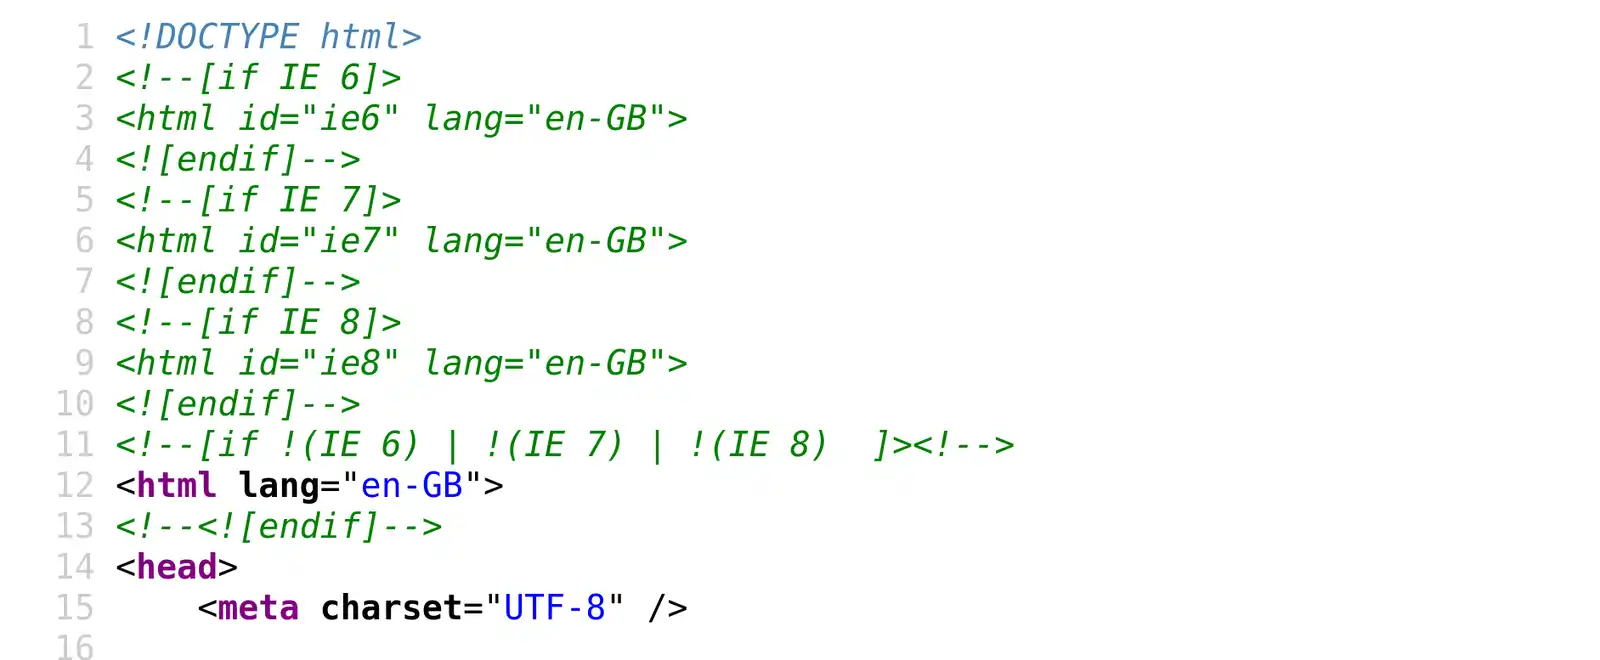 1 <!DOCTYPE html>
2 <!--[if IE 6]>
3 <html id="ie6" lang="en-GB">
4 <![endif]-->
5 <!--[if IE 7]>
6 <html id="ie7" lang="en-GB">
7 <![endif]-->
8 <!--[if IE 8]>
9 <html id="ie8" lang="en-GB">
10 <![endif]-->
11 <!--[if !(IE 6) | !(IE 7) | !(IE 8)  ]><!-->
12 <html lang="en-GB">
13 <!--<![endif]-->
14 <head>
15     <meta charset="UTF-8" />
16